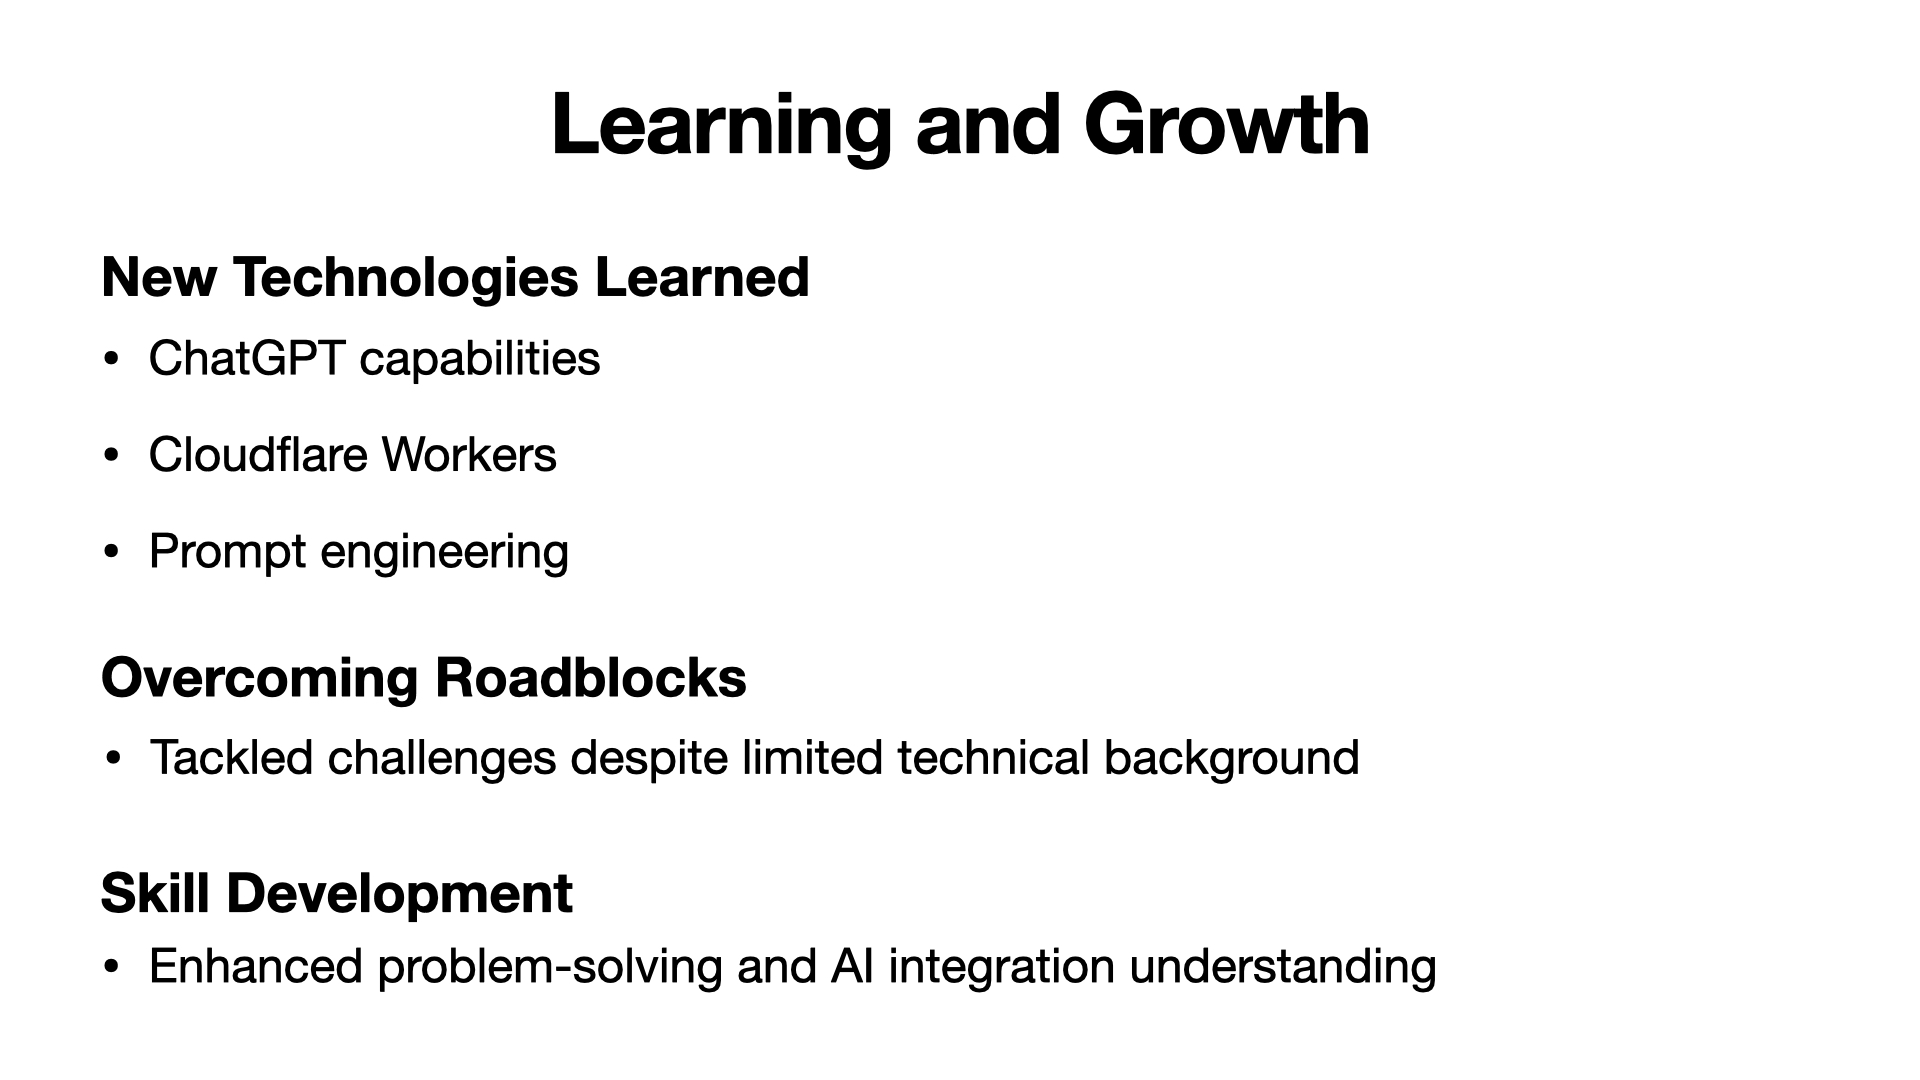 Learning and Growth
New Technologies Learned
• ChatGPT capabilities
• Cloudflare Workers
• Prompt engineering
Overcoming Roadblocks
• Tackled challenges despite limited technical background
Skill Development
• Enhanced problem-solving and AI integration understanding